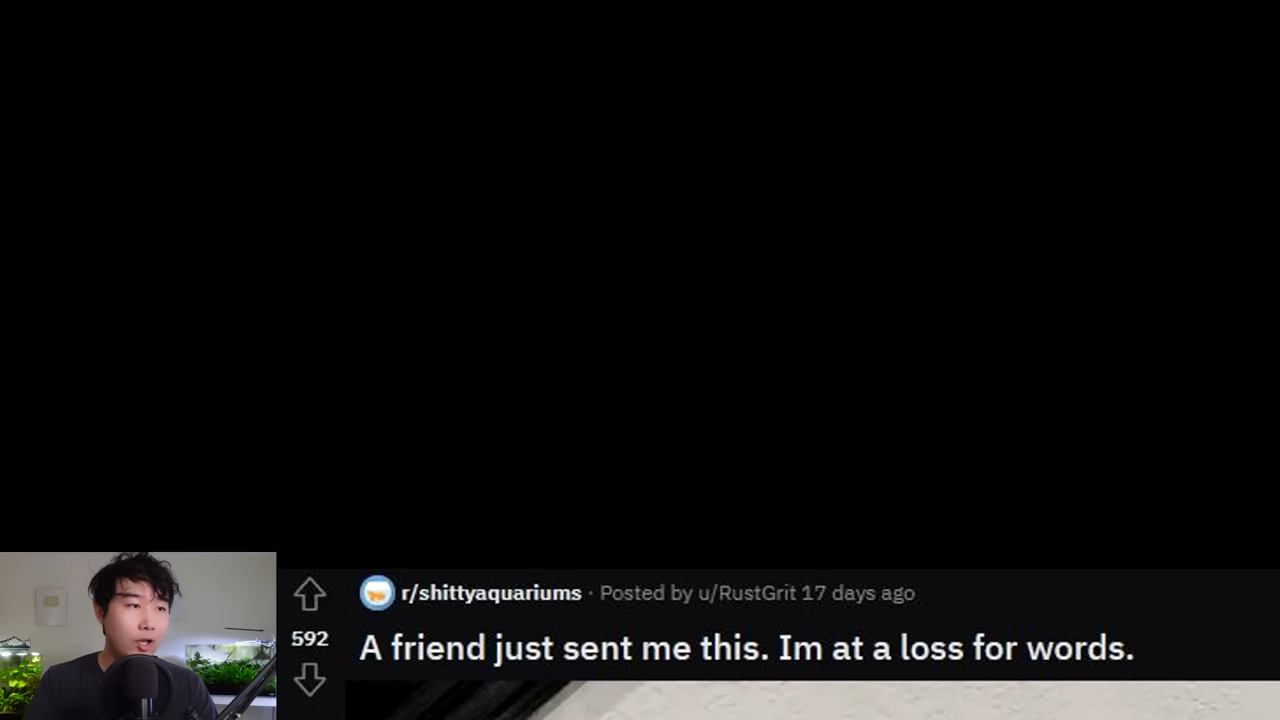 r/shittyaquariums · Posted by u/RustGrit 17 days ago
592
A friend just sent me this. Im at a loss for words.